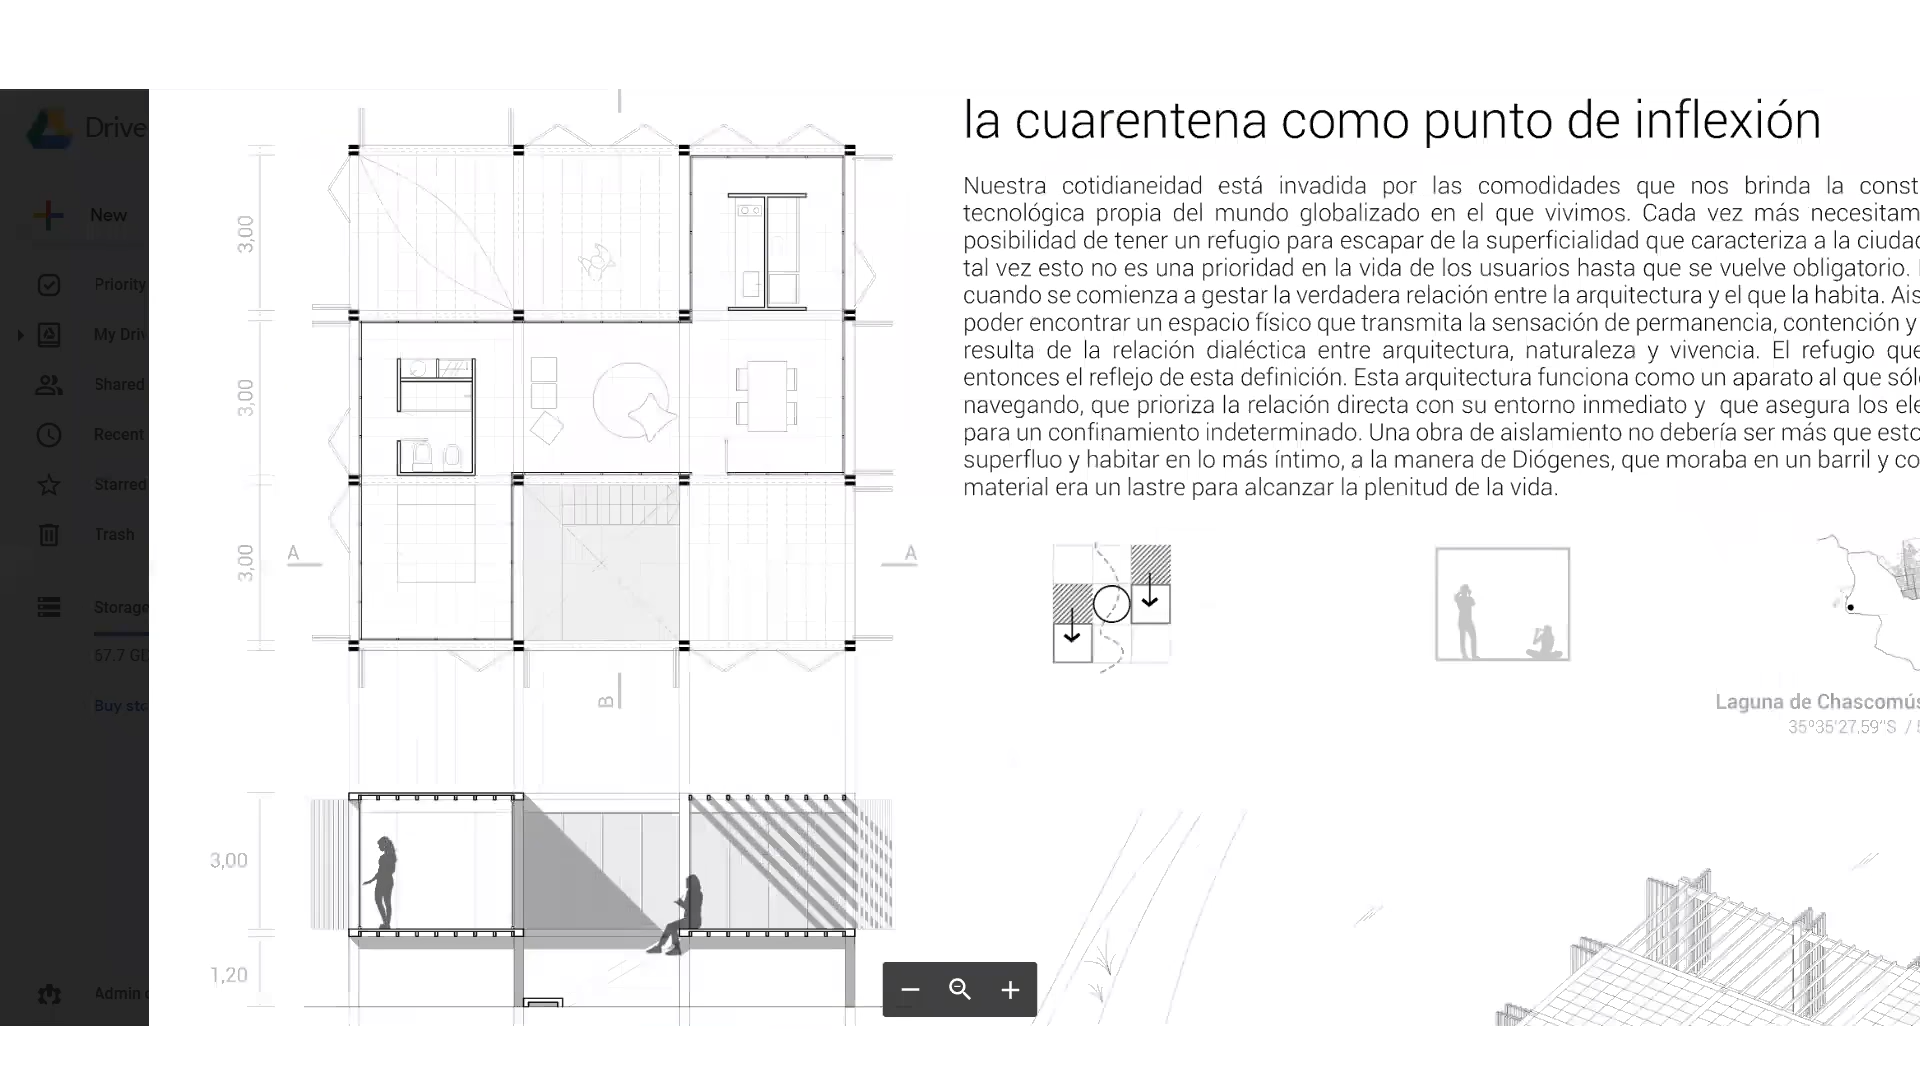 Drive
New
Priority
My Driv
Shared
Recent
Starred
Trash
Storage
Buy sto
Admin c
3,00
3,00
3,00
A
A
B
3,00
1,20
la cuarentena como punto de inflexión
Nuestra cotidianeidad está invadida por las comodidades que nos brinda la const
tecnológica propia del mundo globalizado en el que vivimos. Cada vez más necesitam
posibilidad de tener un refugio para escapar de la superficialidad que caracteriza a la ciudad
tal vez esto no es una prioridad en la vida de los usuarios hasta que se vuelve obligatorio.
cuando se comienza a gestar la verdadera relación entre la arquitectura y el que la habita. Ais
poder encontrar un espacio físico que transmita la sensación de permanencia, contención y
resulta de la relación dialéctica entre arquitectura, naturaleza y vivencia. El refugio que
entonces el reflejo de esta definición. Esta arquitectura funciona como un aparato al que sólo
navegando, que prioriza la relación directa con su entorno inmediato y que asegura los ele
para un confinamiento indeterminado. Una obra de aislamiento no debería ser más que esto
superfluo y habitar en lo más íntimo, a la manera de Diógenes, que moraba en un barril y co
material era un lastre para alcanzar la plenitud de la vida.
Laguna de Chascomús
35º35'27,59''S /